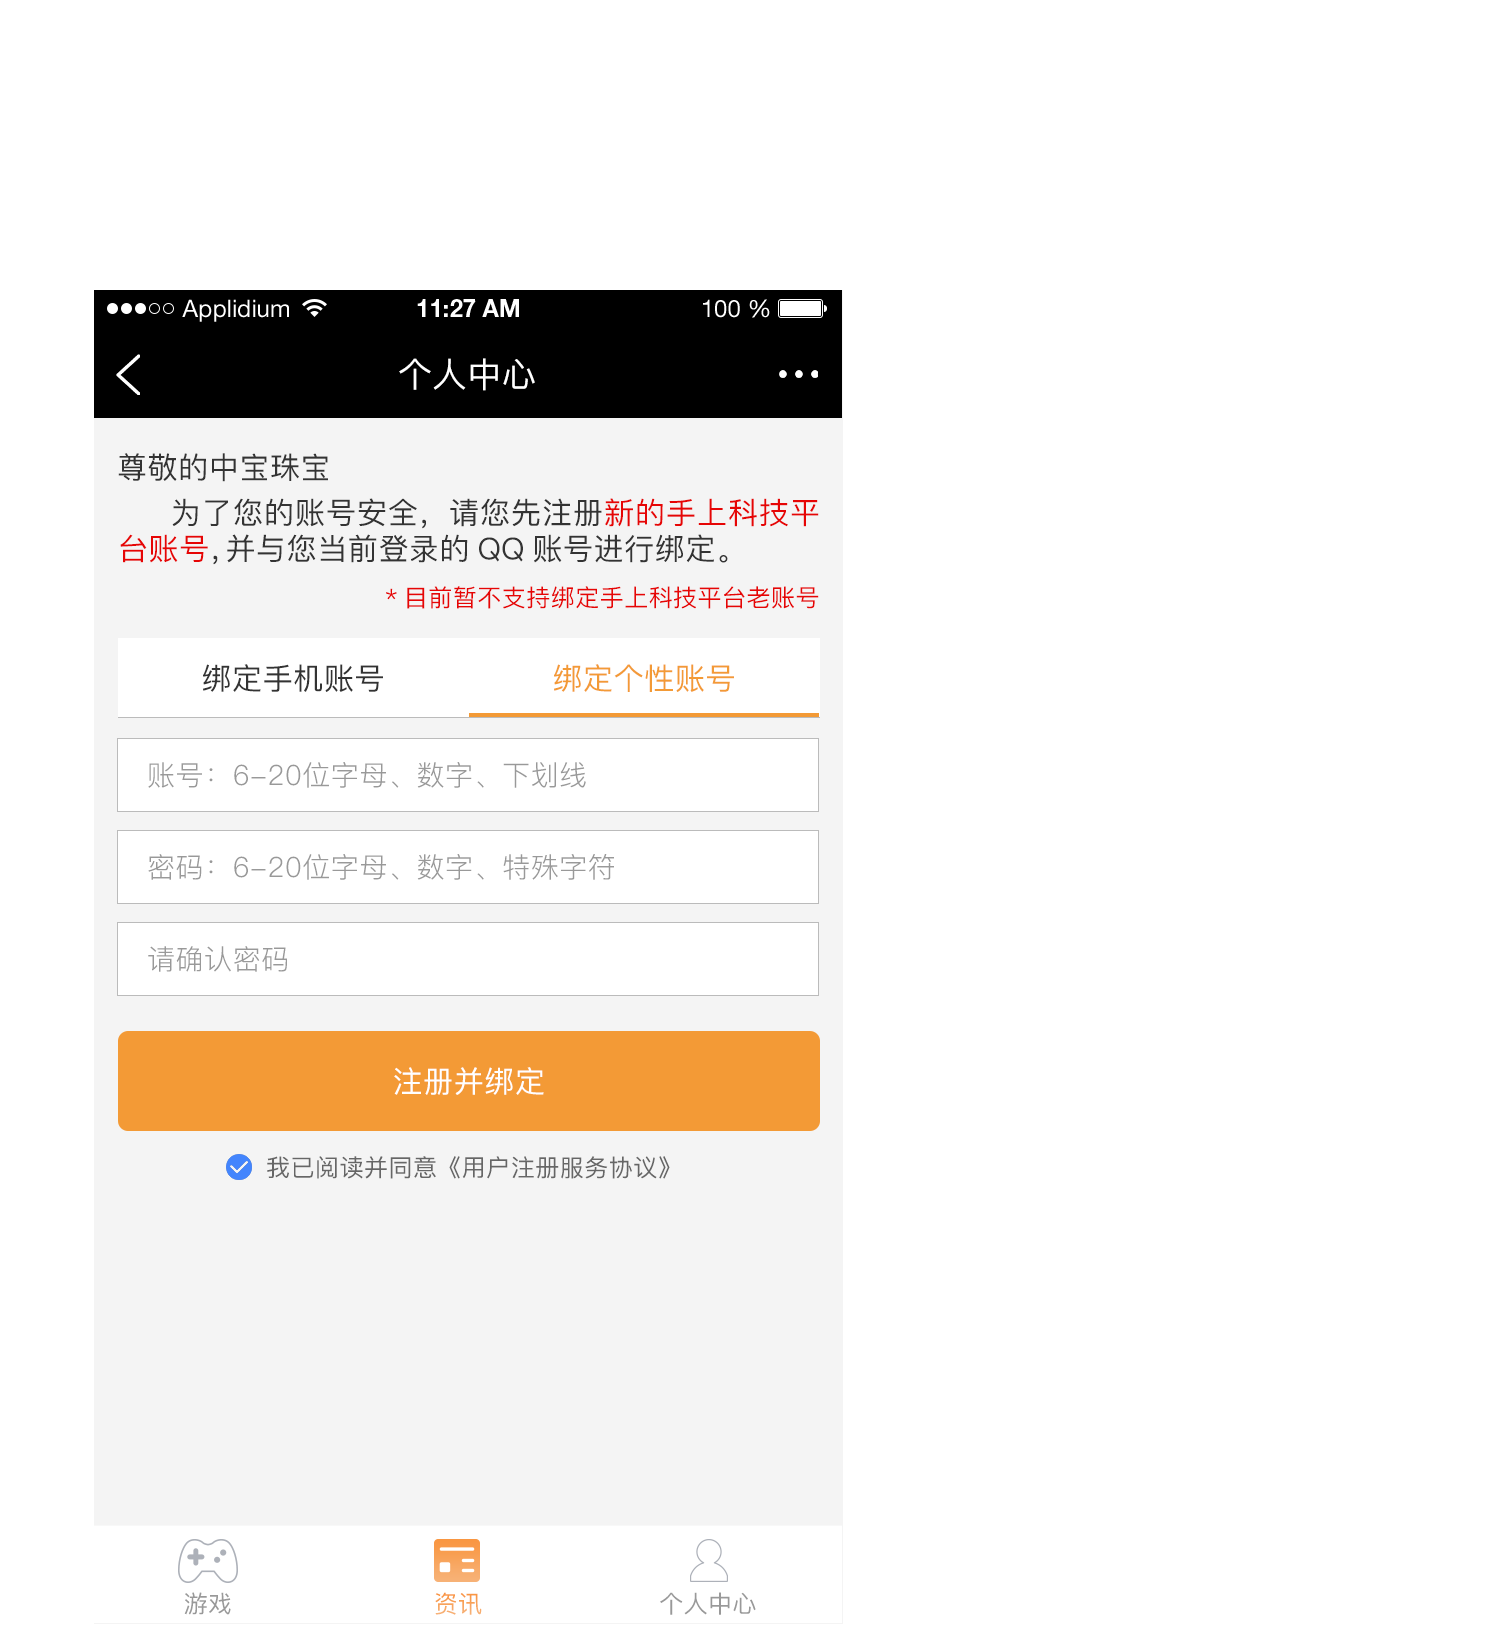 Applidium 11:27 AM 100 %
个人中心
尊敬的中宝珠宝
为了您的账号安全，请您先注册新的手上科技平
台账号，并与您当前登录的 QQ 账号进行绑定。
* 目前暂不支持绑定手上科技平台老账号
绑定手机账号 绑定个性账号
账号：6-20位字母、数字、下划线
密码：6-20位字母、数字、特殊字符
请确认密码
注册并绑定
我已阅读并同意《用户注册服务协议》
游戏 资讯 个人中心